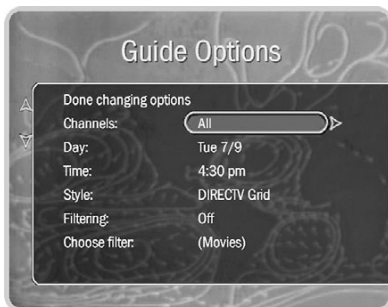 Guide Options
Done changing options
Channels: All
Day: Tue 7/9
Time: 4:30 pm
Style: DIRECTV Grid
Filtering: Off
Choose filter: (Movies)